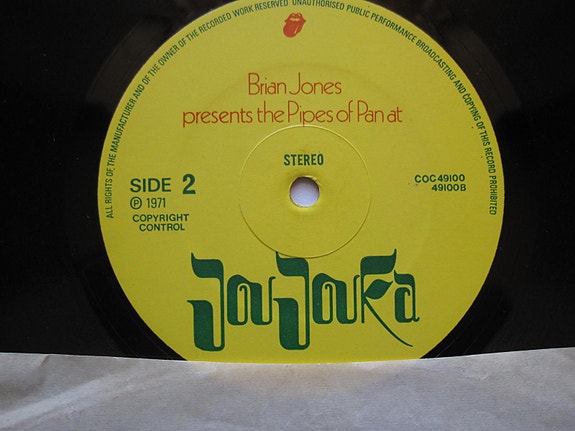 ALL RIGHTS OF THE MANUFACTURER AND OF THE OWNER OF THE RECORDED WORK RESERVED UNAUTHORISED PUBLIC PERFORMANCE BROADCASTING AND COPYING OF THIS RECORD PROHIBITED
Brian Jones
presents the Pipes of Pan at
STEREO
SIDE 2
℗ 1971
COPYRIGHT
CONTROL
COC 49100
49100B
JouJouka